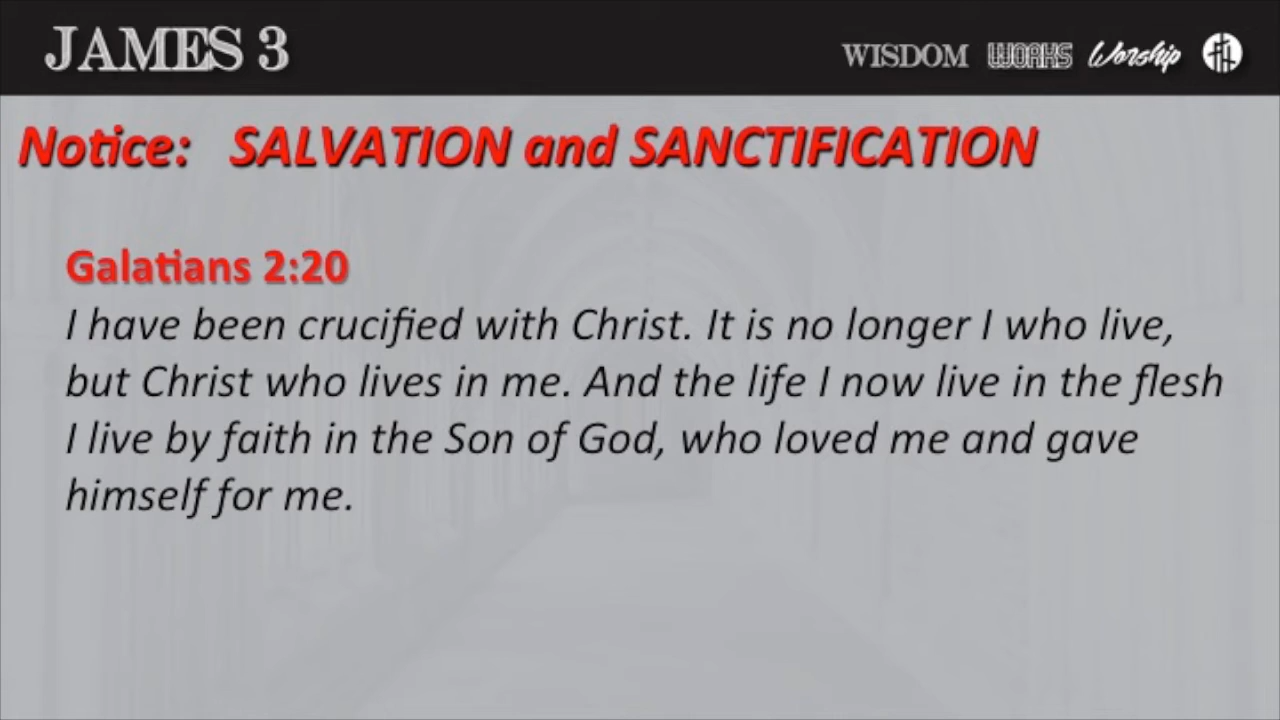 JAMES 3
WISDOM WORKS Worship
Notice: SALVATION and SANCTIFICATION
Galatians 2:20
I have been crucified with Christ. It is no longer I who live,
but Christ who lives in me. And the life I now live in the flesh
I live by faith in the Son of God, who loved me and gave
himself for me.